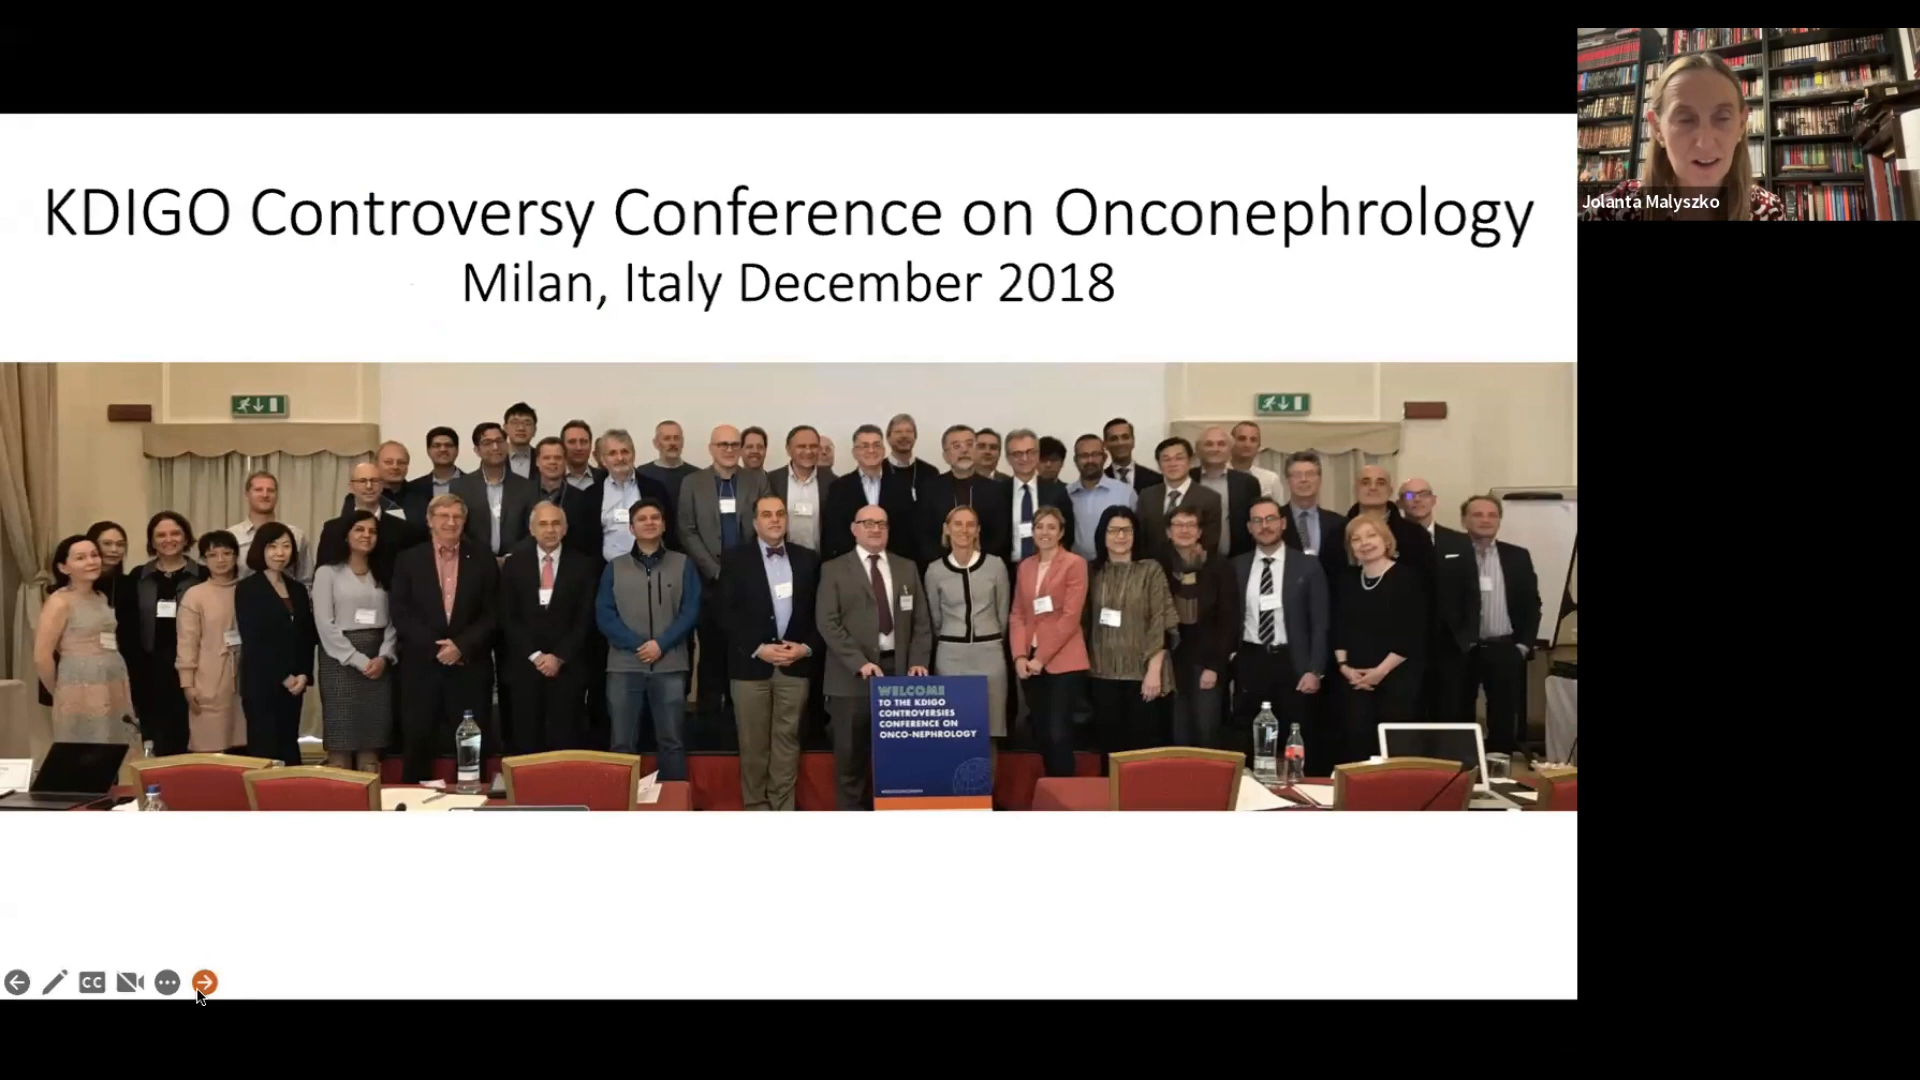 KDIGO Controversy Conference on Onconephrology
Milan, Italy December 2018
Jolanta Malyszko
WELCOME
TO THE KDIGO
CONTROVERSIES
CONFERENCE ON
ONCO-NEPHROLOGY
CC